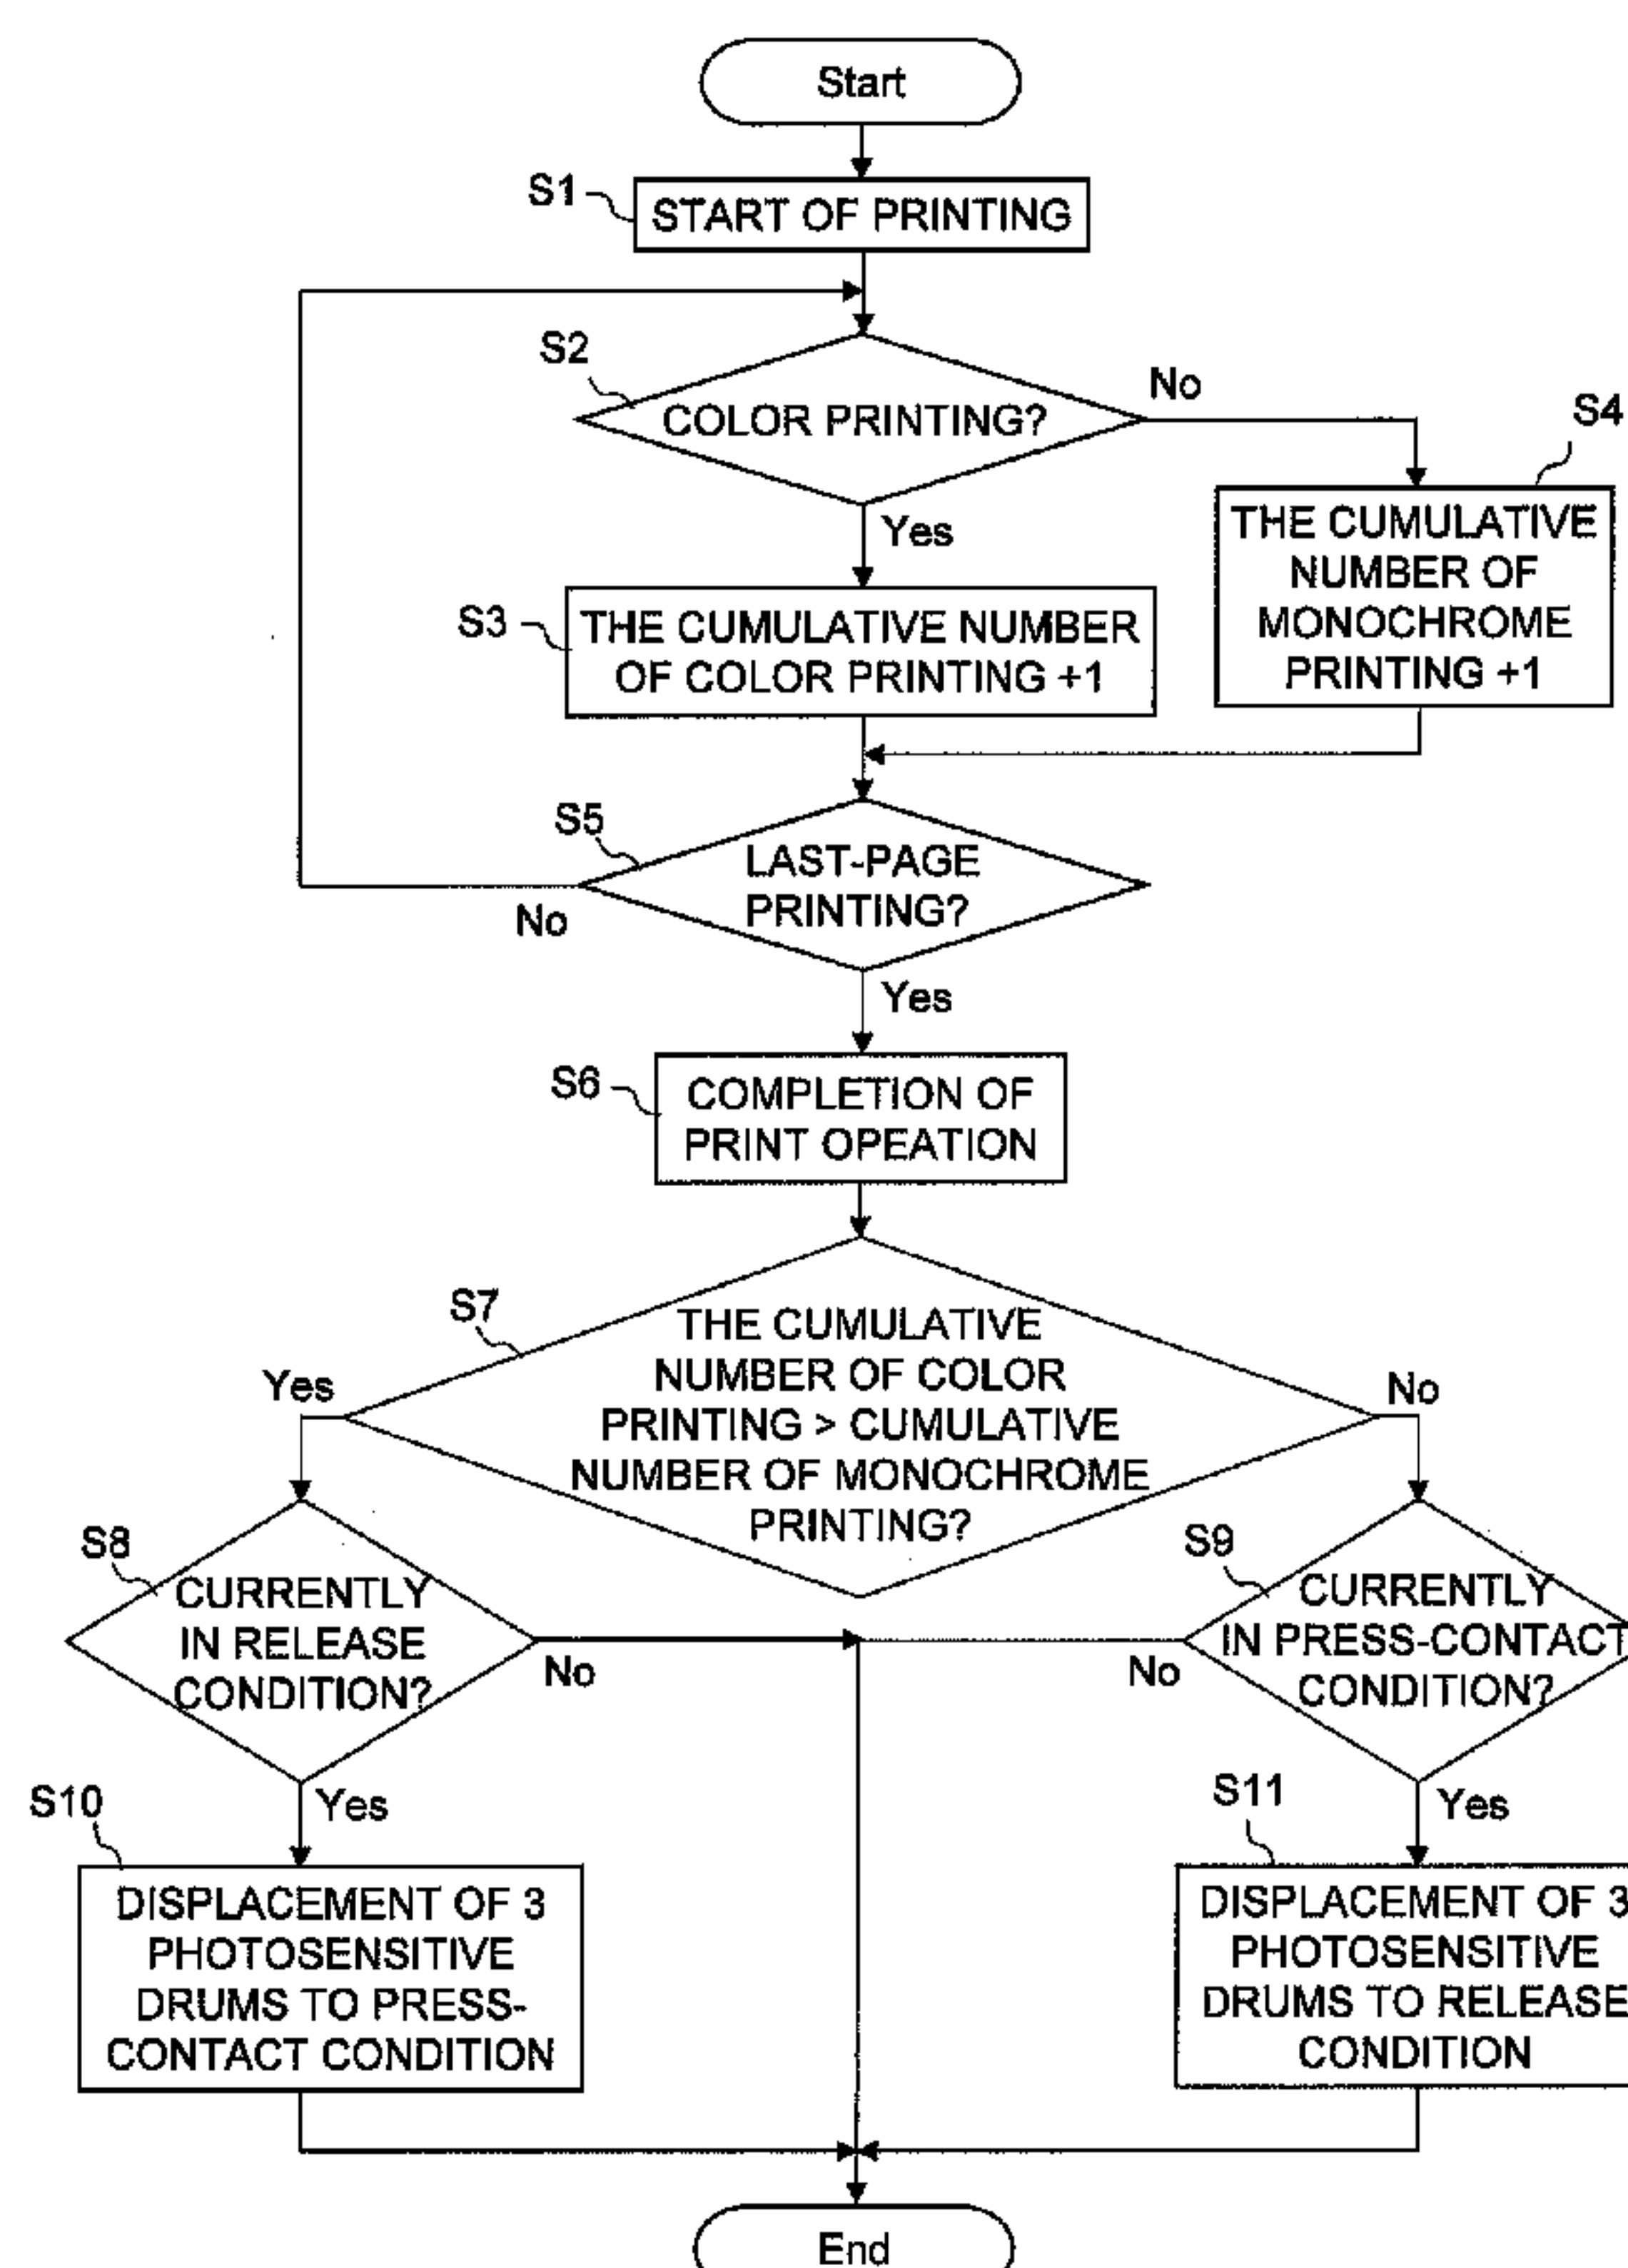 Start
S1
START OF PRINTING
S2
COLOR PRINTING?
No
Yes
S4
THE CUMULATIVE
NUMBER OF
MONOCHROME
PRINTING +1
S3
THE CUMULATIVE NUMBER
OF COLOR PRINTING +1
S5
LAST-PAGE
PRINTING?
No
Yes
S6
COMPLETION OF
PRINT OPEATION
S7
THE CUMULATIVE
NUMBER OF COLOR
PRINTING > CUMULATIVE
NUMBER OF MONOCHROME
PRINTING?
Yes
No
S8
CURRENTLY
IN RELEASE
CONDITION?
No
Yes
S9
CURRENTLY
IN PRESS-CONTACT
CONDITION?
No
Yes
S10
DISPLACEMENT OF 3
PHOTOSENSITIVE
DRUMS TO PRESS-
CONTACT CONDITION
S11
DISPLACEMENT OF 3
PHOTOSENSITIVE
DRUMS TO RELEASE
CONDITION
End